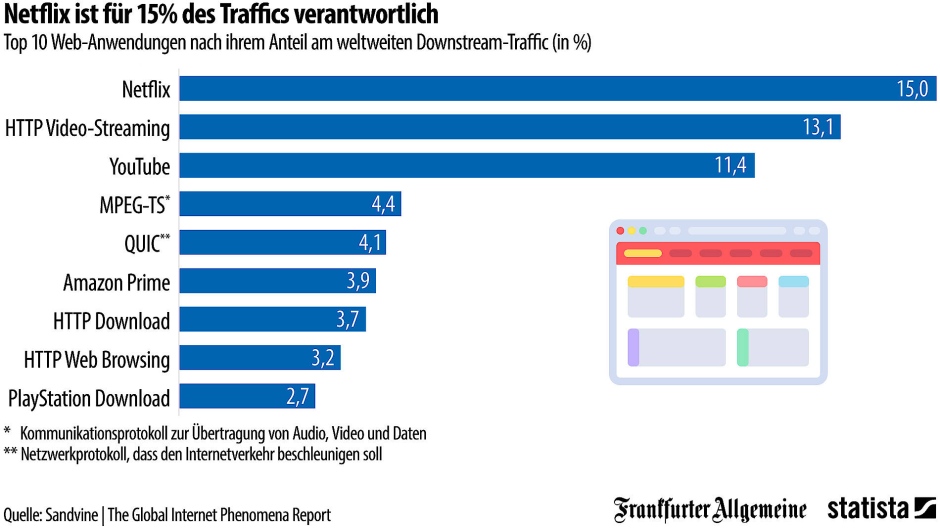 Netflix ist für 15% des Traffics verantwortlich
Top 10 Web-Anwendungen nach ihrem Anteil am weltweiten Downstream-Traffic (in %)
Netflix 15,0
HTTP Video-Streaming 13,1
YouTube 11,4
MPEG-TS* 4,4
QUIC** 4,1
Amazon Prime 3,9
HTTP Download 3,7
HTTP Web Browsing 3,2
PlayStation Download 2,7
* Kommunikationsprotokoll zur Übertragung von Audio, Video und Daten
** Netzwerkprotokoll, dass den Internetverkehr beschleunigen soll
Quelle: Sandvine | The Global Internet Phenomena Report
Frankfurter Allgemeine statista